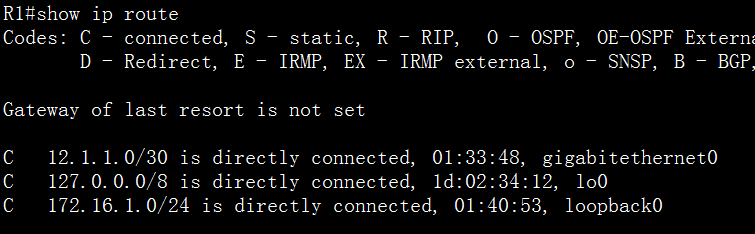 R1#show ip route
Codes: C - connected, S - static, R - RIP,  O - OSPF, OE-OSPF Externa
D - Redirect, E - IRMP, EX - IRMP external, o - SNSP, B - BGP,
Gateway of last resort is not set
C   12.1.1.0/30 is directly connected, 01:33:48, gigabitethernet0
C   127.0.0.0/8 is directly connected, 1d:02:34:12, lo0
C   172.16.1.0/24 is directly connected, 01:40:53, loopback0